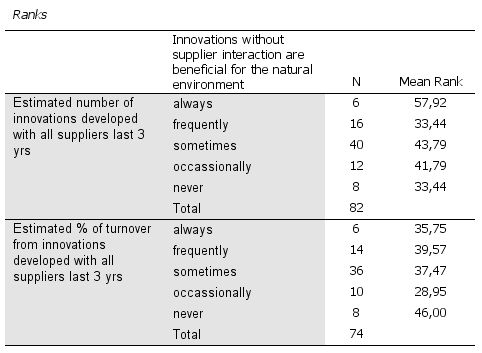 Ranks
Innovations without
supplier interaction are
beneficial for the natural
environment N Mean Rank
Estimated number of always 6 57,92
innovations developed frequently 16 33,44
with all suppliers last 3 sometimes 40 43,79
yrs occassionally 12 41,79
never 8 33,44
Total 82
Estimated % of turnover always 6 35,75
from innovations frequently 14 39,57
developed with all sometimes 36 37,47
suppliers last 3 yrs occassionally 10 28,95
never 8 46,00
Total 74